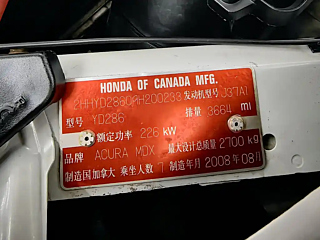 HONDA OF CANADA MFG.
2HHYD28 发动机型号 J37A1
型号 YD286 排量 3664 ml
额定功率 226 kW
品牌 ACURA MDX 最大设计总质量 2700 kg
制造国加拿大 乘坐人数 7 制造年月 2008年08月